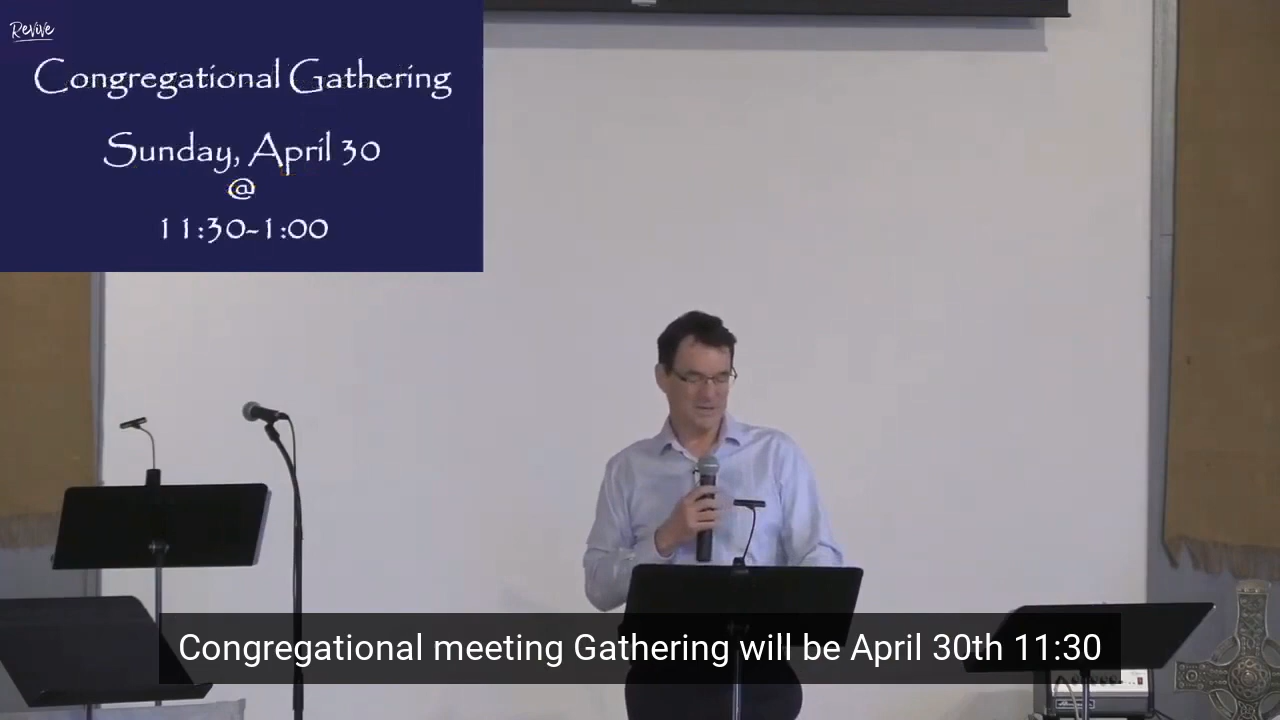 Revive
Congregational Gathering
Sunday, April 30
@
11:30-1:00
Congregational meeting Gathering will be April 30th 11:30